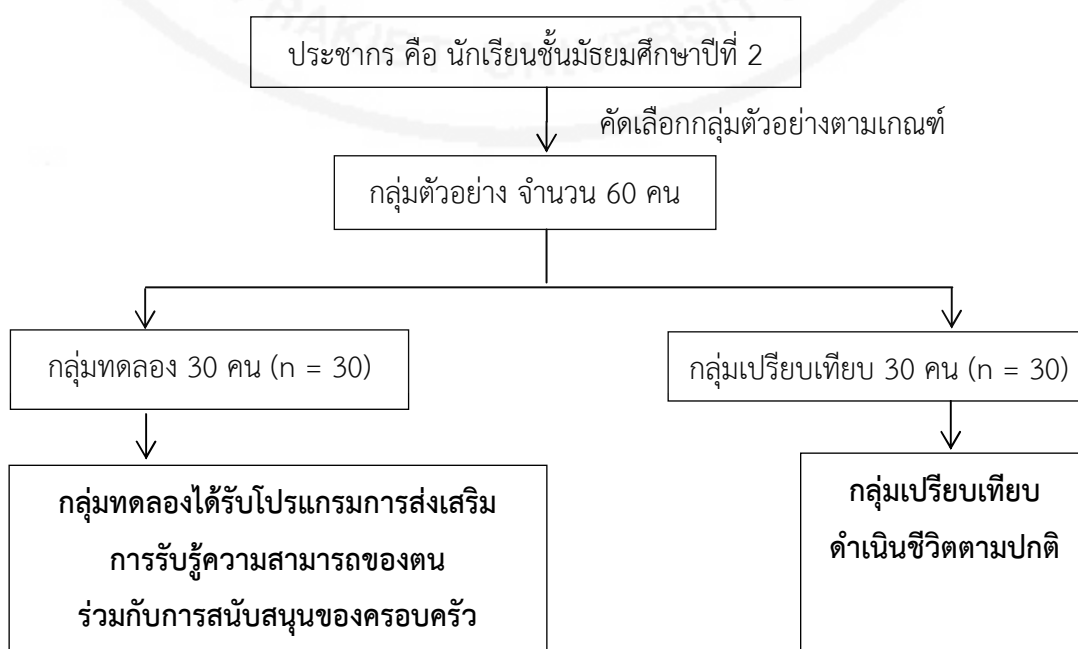 ประชากร คือ นักเรียนชั้นมัธยมศึกษาปีที่ 2
คัดเลือกกลุ่มตัวอย่างตามเกณฑ์
กลุ่มตัวอย่าง จำนวน 60 คน
กลุ่มทดลอง 30 คน (n = 30)
กลุ่มเปรียบเทียบ 30 คน (n = 30)
กลุ่มทดลองได้รับโปรแกรมการส่งเสริม
การรับรู้ความสามารถของตน
ร่วมกับการสนับสนุนของครอบครัว
กลุ่มเปรียบเทียบ
ดำเนินชีวิตตามปกติ